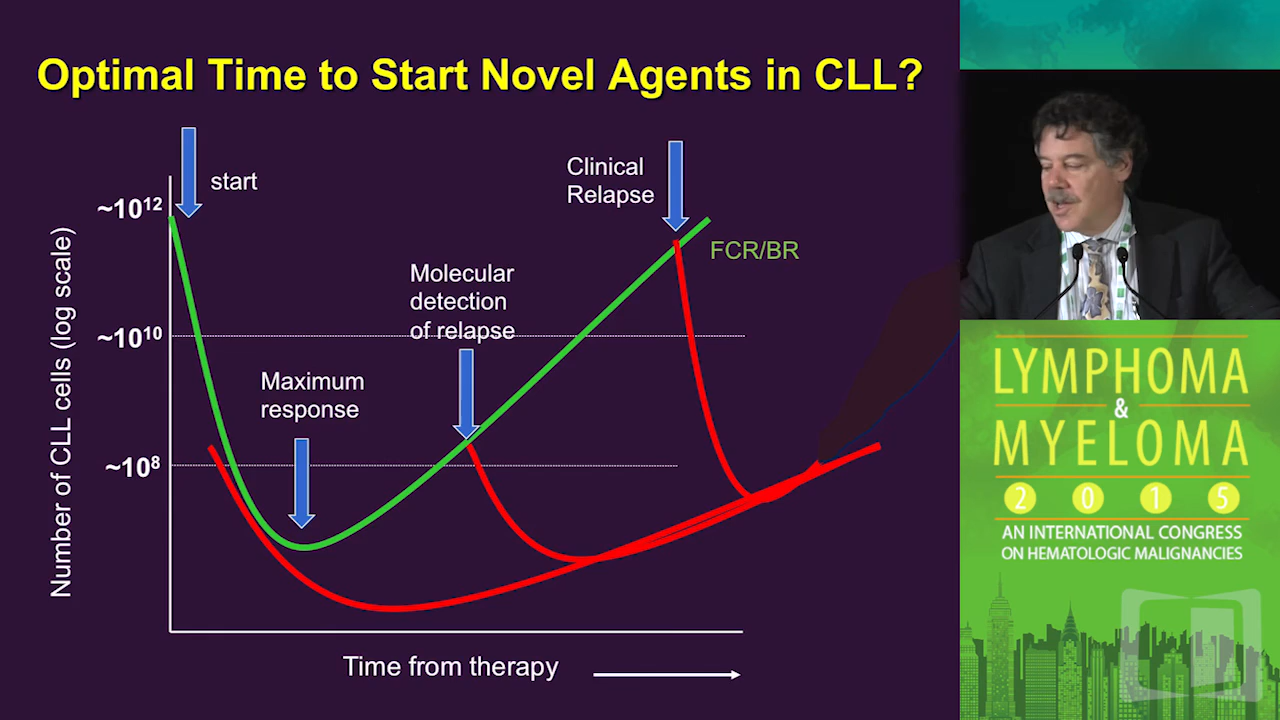 Optimal Time to Start Novel Agents in CLL?
start
Clinical
Relapse
~10¹²
FCR/BR
Molecular
detection
of relapse
~10¹⁰
Maximum
response
~10⁸
Number of CLL cells (log scale)
Time from therapy
LYMPHOMA
&
MYELOMA
2 0 1 5
AN INTERNATIONAL CONGRESS
ON HEMATOLOGIC MALIGNANCIES